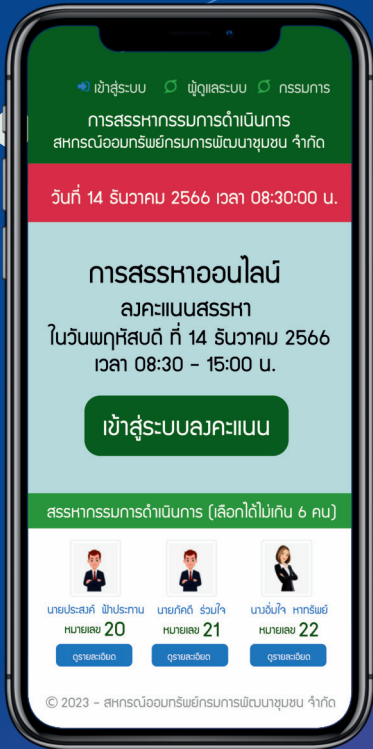 เข้าสู่ระบบ ผู้ดูแลระบบ กรรมการ
การสรรหากรรมการดำเนินการ
สหกรณ์ออมทรัพย์กรมการพัฒนาชุมชน จำกัด
วันที่ 14 ธันวาคม 2566 เวลา 08:30:00 น.
การสรรหาออนไลน์
ลงคะแนนสรรหา
ในวันพฤหัสบดี ที่ 14 ธันวาคม 2566
เวลา 08:30 - 15:00 น.
เข้าสู่ระบบลงคะแนน
สรรหากรรมการดำเนินการ (เลือกได้ไม่เกิน 6 คน)
นายประสงค์ ฟ้าประทาน นายภัคดี ร่วมใจ นางอิ่มใจ หาทรัพย์
หมายเลข 20 หมายเลข 21 หมายเลข 22
ดูรายละเอียด ดูรายละเอียด ดูรายละเอียด
© 2023 - สหกรณ์ออมทรัพย์กรมการพัฒนาชุมชน จำกัด